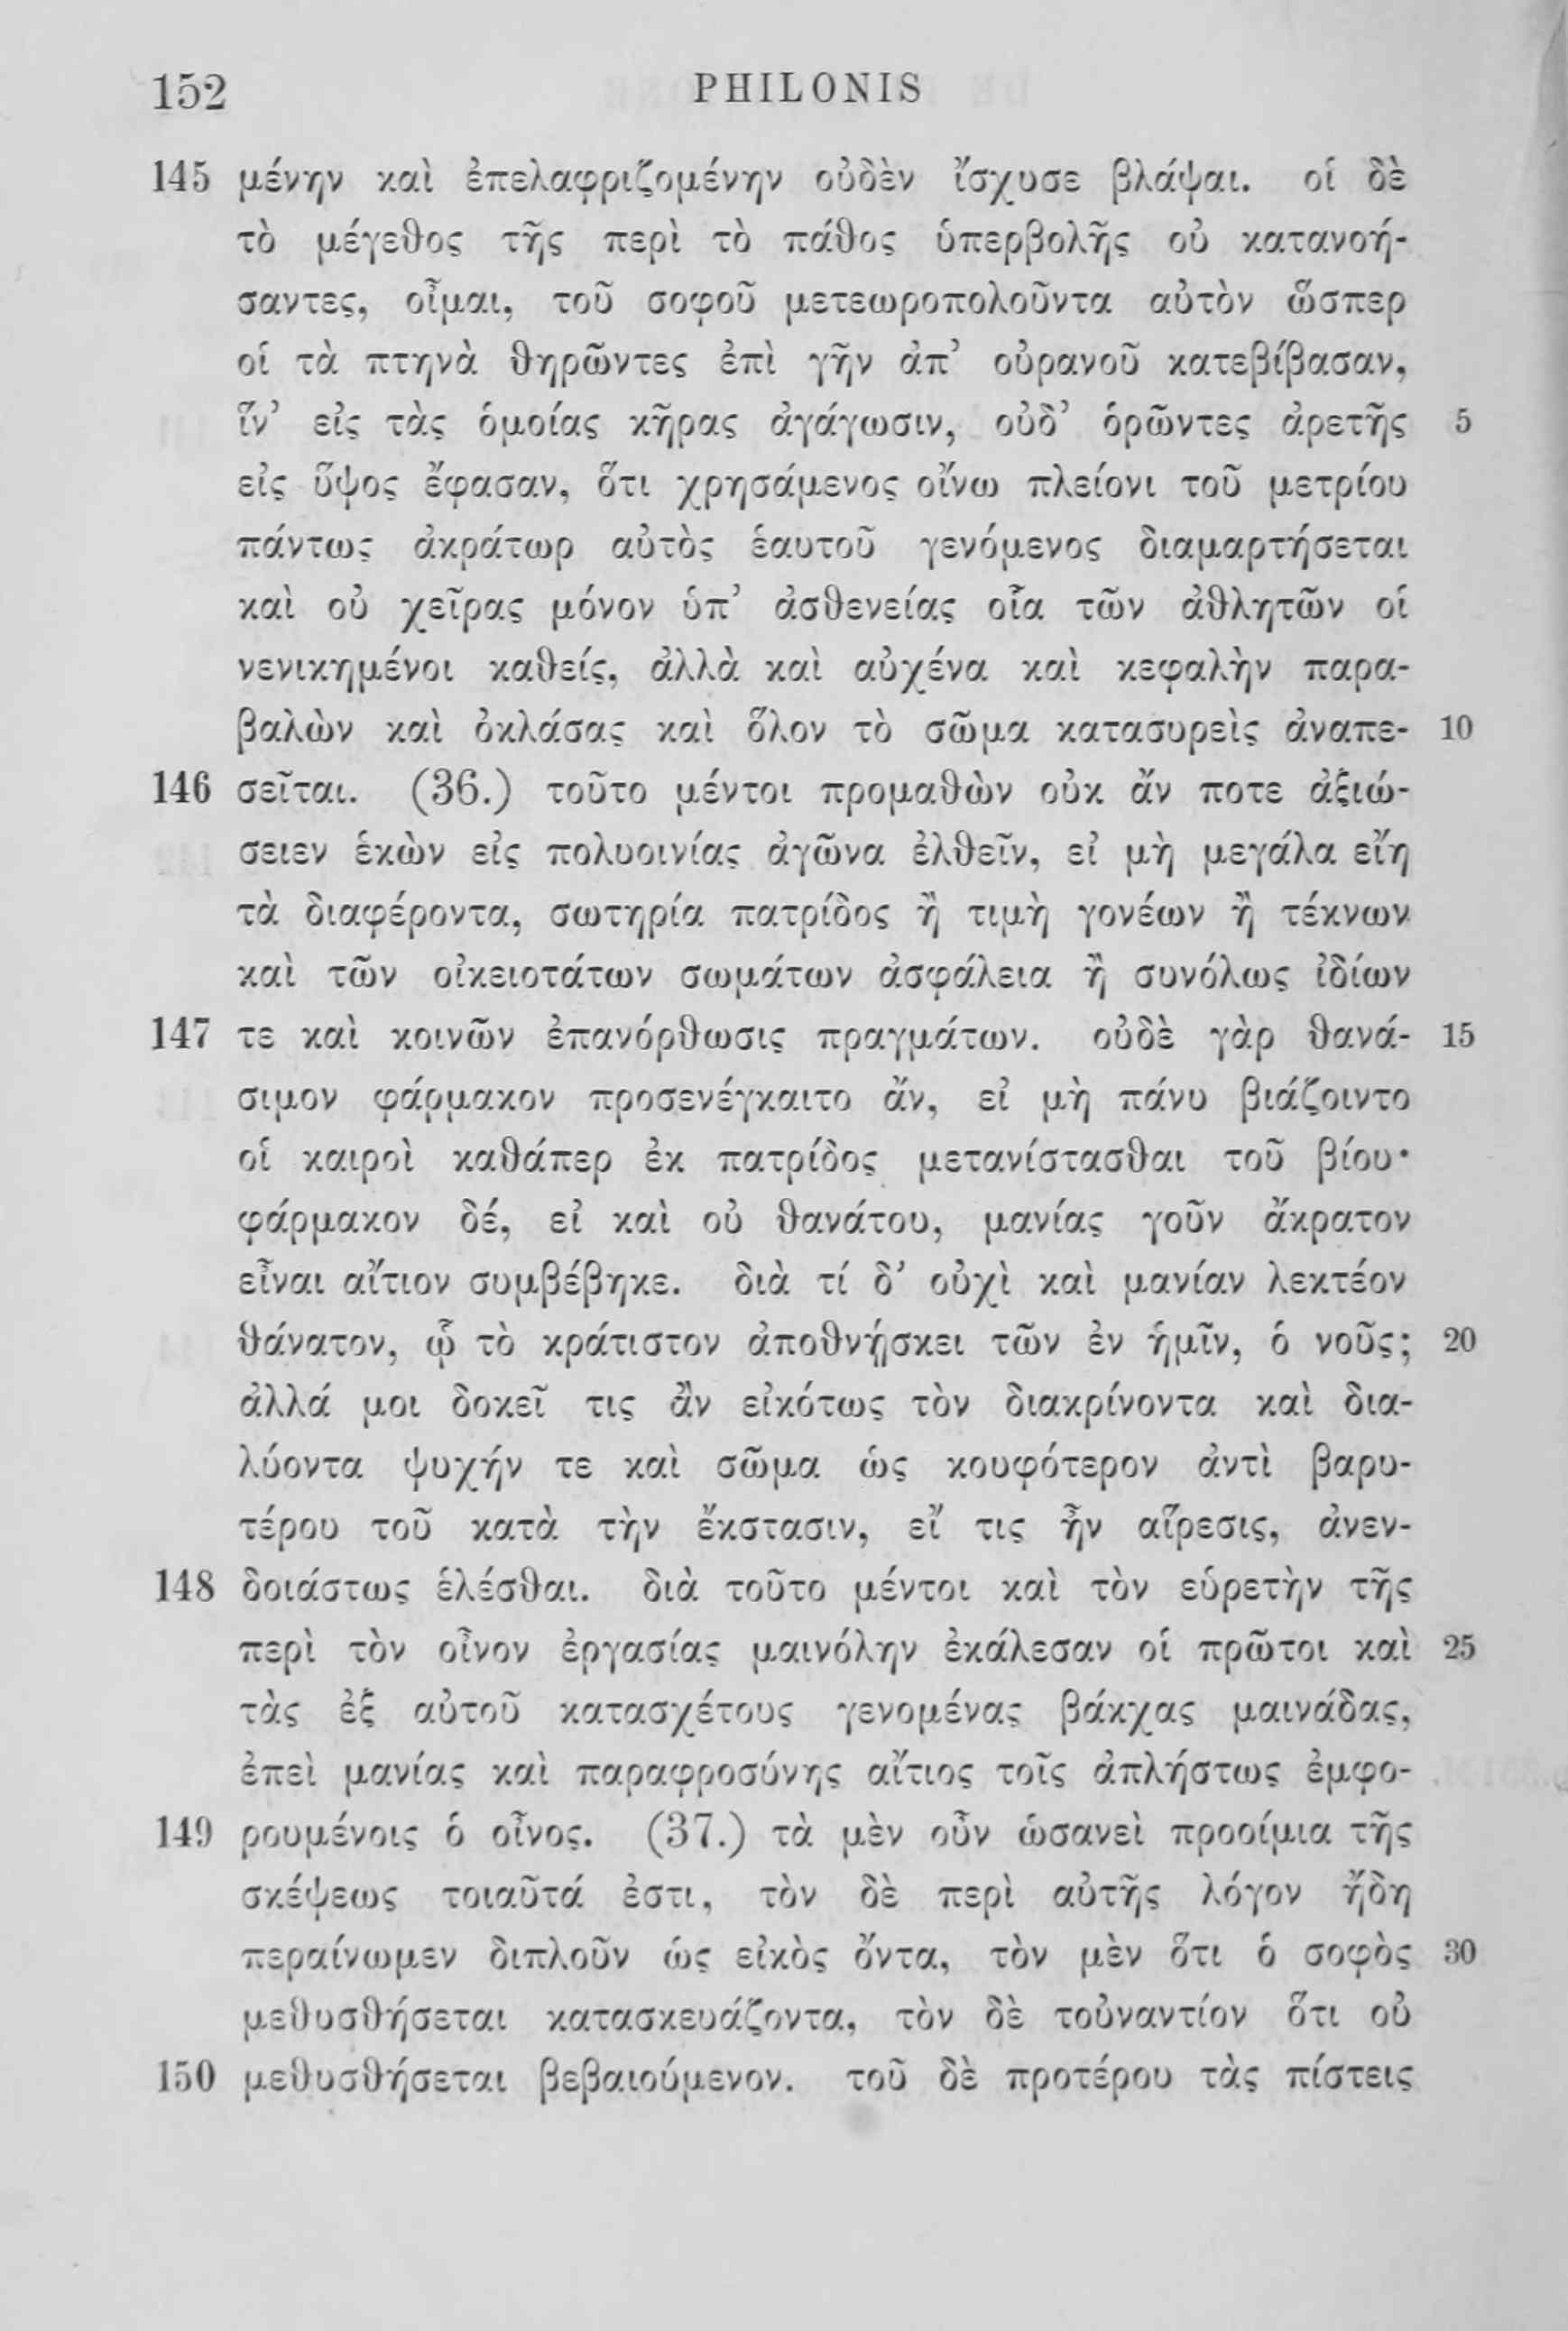 152 PHILONIS
145 μένην καὶ ἐπελαφριζομένην οὐδὲν ἴσχυσε βλάψαι. οἱ δὲ
τὸ μέγεθος τῆς περὶ τὸ πάθος ὑπερβολῆς οὐ κατανοή-
σαντες, οἶμαι, τοῦ σοφοῦ μετεωροπολοῦντα αὐτὸν ὥσπερ
οἱ τὰ πτηνὰ θηρῶντες ἐπὶ γῆν ἀπ’ οὐρανοῦ κατεβίβασαν,
ἵν’ εἰς τὰς ὁμοίας κῆρας ἀγάγωσιν, οὐδ’ ὁρῶντες ἀρετῆς 5
εἰς ὕψος ἔφασαν, ὅτι χρησάμενος οἴνω πλείονι τοῦ μετρίου
πάντως ἀκράτωρ αὐτὸς ἑαυτοῦ γενόμενος διαμαρτήσεται
καὶ οὐ χεῖρας μόνον ὑπ’ ἀσθενείας οἷα τῶν ἀθλητῶν οἱ
νενικημένοι καθείς, ἀλλὰ καὶ αὐχένα καὶ κεφαλὴν παρα-
βαλὼν καὶ ὀκλάσας καὶ ὅλον τὸ σῶμα κατασυρεὶς ἀναπε- 10
146 σεῖται. (36.) τοῦτο μέντοι προμαθὼν οὐκ ἄν ποτε ἀξιώ-
σειεν ἑκὼν εἰς πολυοινίας ἀγῶνα ἐλθεῖν, εἰ μὴ μεγάλα εἴη
τὰ διαφέροντα, σωτηρία πατρίδος ἢ τιμὴ γονέων ἢ τέκνων
καὶ τῶν οἰκειοτάτων σωμάτων ἀσφάλεια ἢ συνόλως ἰδίων
147 τε καὶ κοινῶν ἐπανόρθωσις πραγμάτων. οὐδὲ γὰρ θανά- 15
σιμον φάρμακον προσενέγκαιτο ἄν, εἰ μὴ πάνυ βιάζοιντο
οἱ καιροὶ καθάπερ ἐκ πατρίδος μετανίστασθαι τοῦ βίου·
φάρμακον δέ, εἰ καὶ οὐ θανάτου, μανίας γοῦν ἄκρατον
εἶναι αἴτιον συμβέβηκε. διὰ τί δ’ οὐχὶ καὶ μανίαν λεκτέον
θάνατον, ᾧ τὸ κράτιστον ἀποθνῄσκει τῶν ἐν ἡμῖν, ὁ νοῦς; 20
ἀλλά μοι δοκεῖ τις ἂν εἰκότως τὸν διακρίνοντα καὶ δια-
λύοντα ψυχήν τε καὶ σῶμα ὡς κουφότερον ἀντὶ βαρυ-
τέρου τοῦ κατὰ τὴν ἔκστασιν, εἴ τις ἦν αἵρεσις, ἀνεν-
148 δοιάστως ἑλέσθαι. διὰ τοῦτο μέντοι καὶ τὸν εὑρετὴν τῆς
περὶ τὸν οἶνον ἐργασίας μαινόλην ἐκάλεσαν οἱ πρῶτοι καὶ 25
τὰς ἐξ αὐτοῦ κατασχέτους γενομένας βάκχας μαινάδας,
ἐπεὶ μανίας καὶ παραφροσύνης αἴτιος τοῖς ἀπλήστως ἐμφο-
149 ρουμένοις ὁ οἶνος. (37.) τὰ μὲν οὖν ὡσανεὶ προοίμια τῆς
σκέψεως τοιαῦτά ἐστι, τὸν δὲ περὶ αὐτῆς λόγον ἤδη
περαίνωμεν διπλοῦν ὡς εἰκὸς ὄντα, τὸν μὲν ὅτι ὁ σοφὸς 30
μεθυσθήσεται κατασκευάζοντα, τὸν δὲ τοὐναντίον ὅτι οὐ
150 μεθυσθήσεται βεβαιούμενον. τοῦ δὲ προτέρου τὰς πίστεις